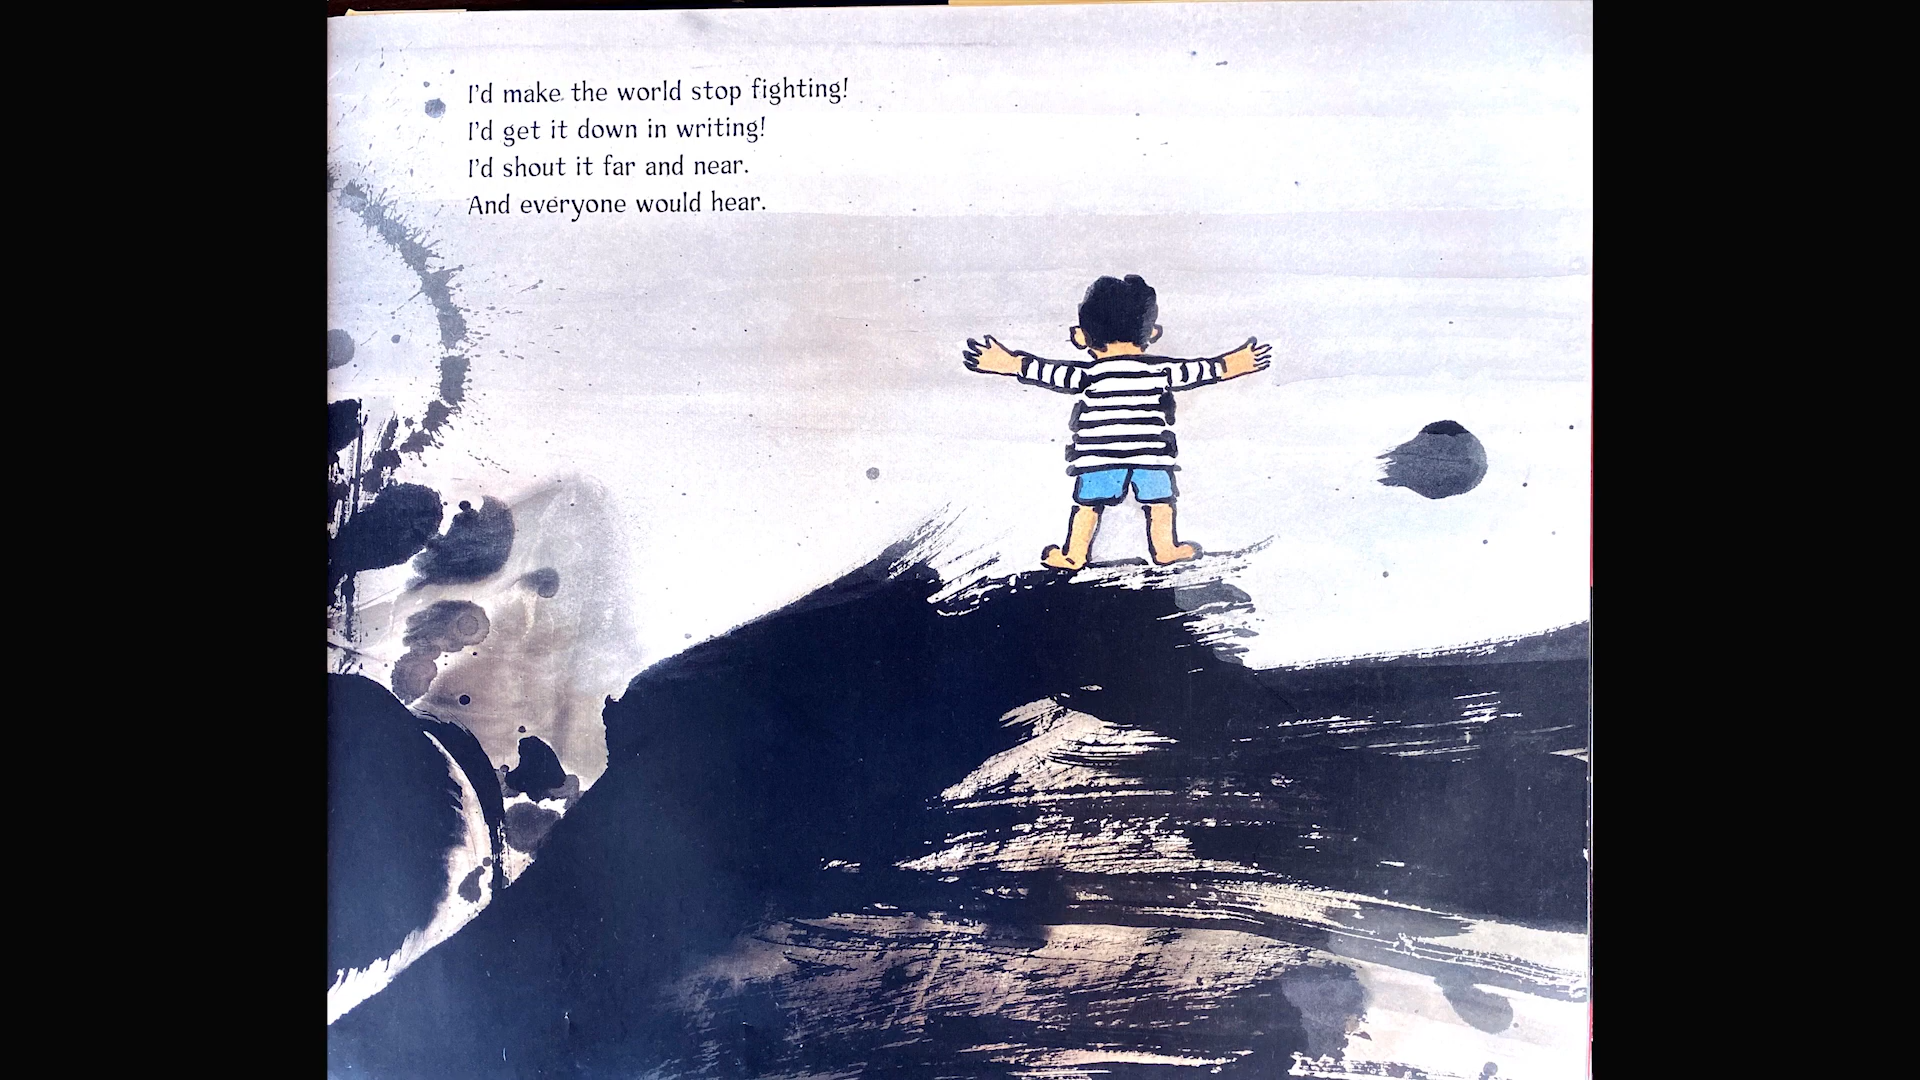 I'd make the world stop fighting!
I'd get it down in writing!
I'd shout it far and near.
And everyone would hear.